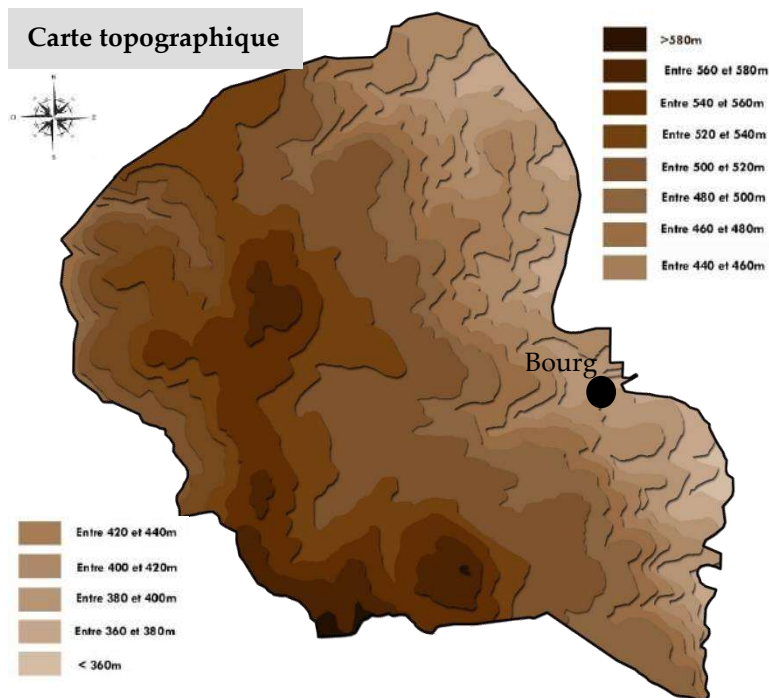 Carte topographique
N
O
E
S
>580m
Entre 560 et 580m
Entre 540 et 560m
Entre 520 et 540m
Entre 500 et 520m
Entre 480 et 500m
Entre 460 et 480m
Entre 440 et 460m
Bourg
Entre 420 et 440m
Entre 400 et 420m
Entre 380 et 400m
Entre 360 et 380m
< 360m